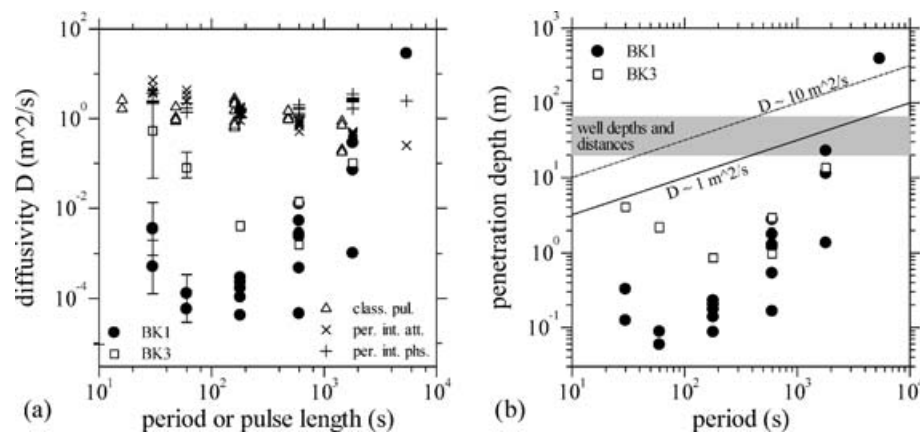 diffusivity D (m^2/s)
10^2
10^0
10^-2
10^-4
BK1
BK3
class. pul.
per. int. att.
per. int. phs.
10^1 10^2 10^3 10^4
(a) period or pulse length (s)
penetration depth (m)
10^3
10^2
10^1
10^0
10^-1
BK1
BK3
D ~ 10 m^2/s
well depths and
distances
D ~ 1 m^2/s
10^1 10^2 10^3 10^4
(b) period (s)